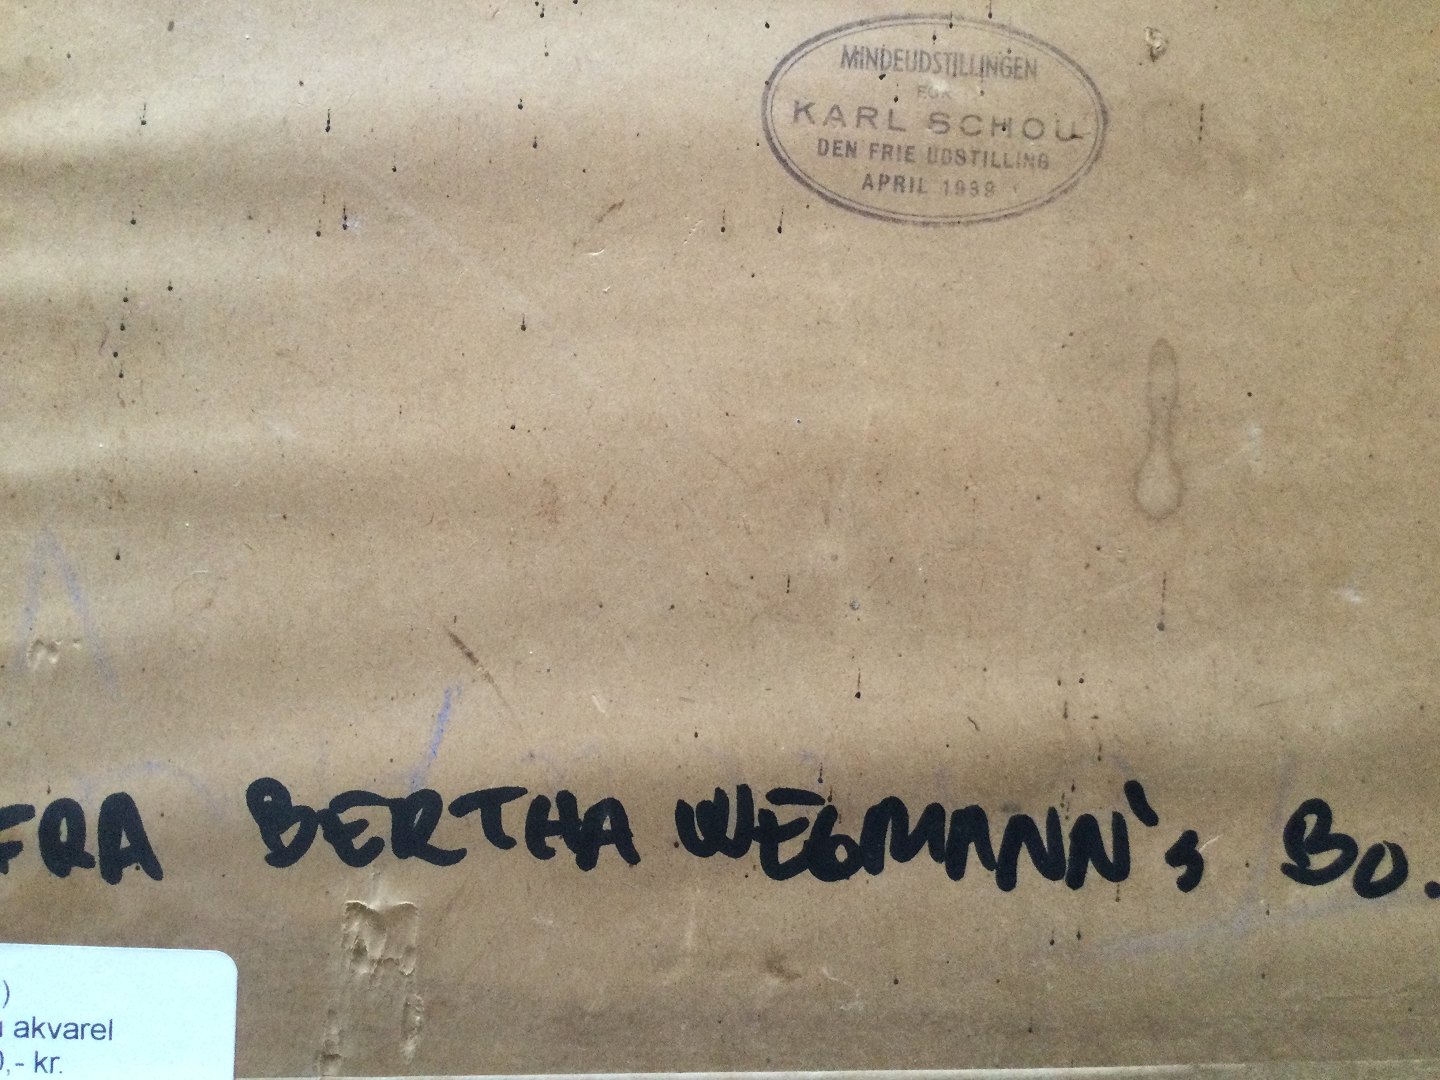 MINDEUDSTILLINGEN
FOR
KARL SCHOU
DEN FRIE UDSTILLING
APRIL 1939
FRA BERTHA WEGMANN's BO.
)
akvarel
,- kr.